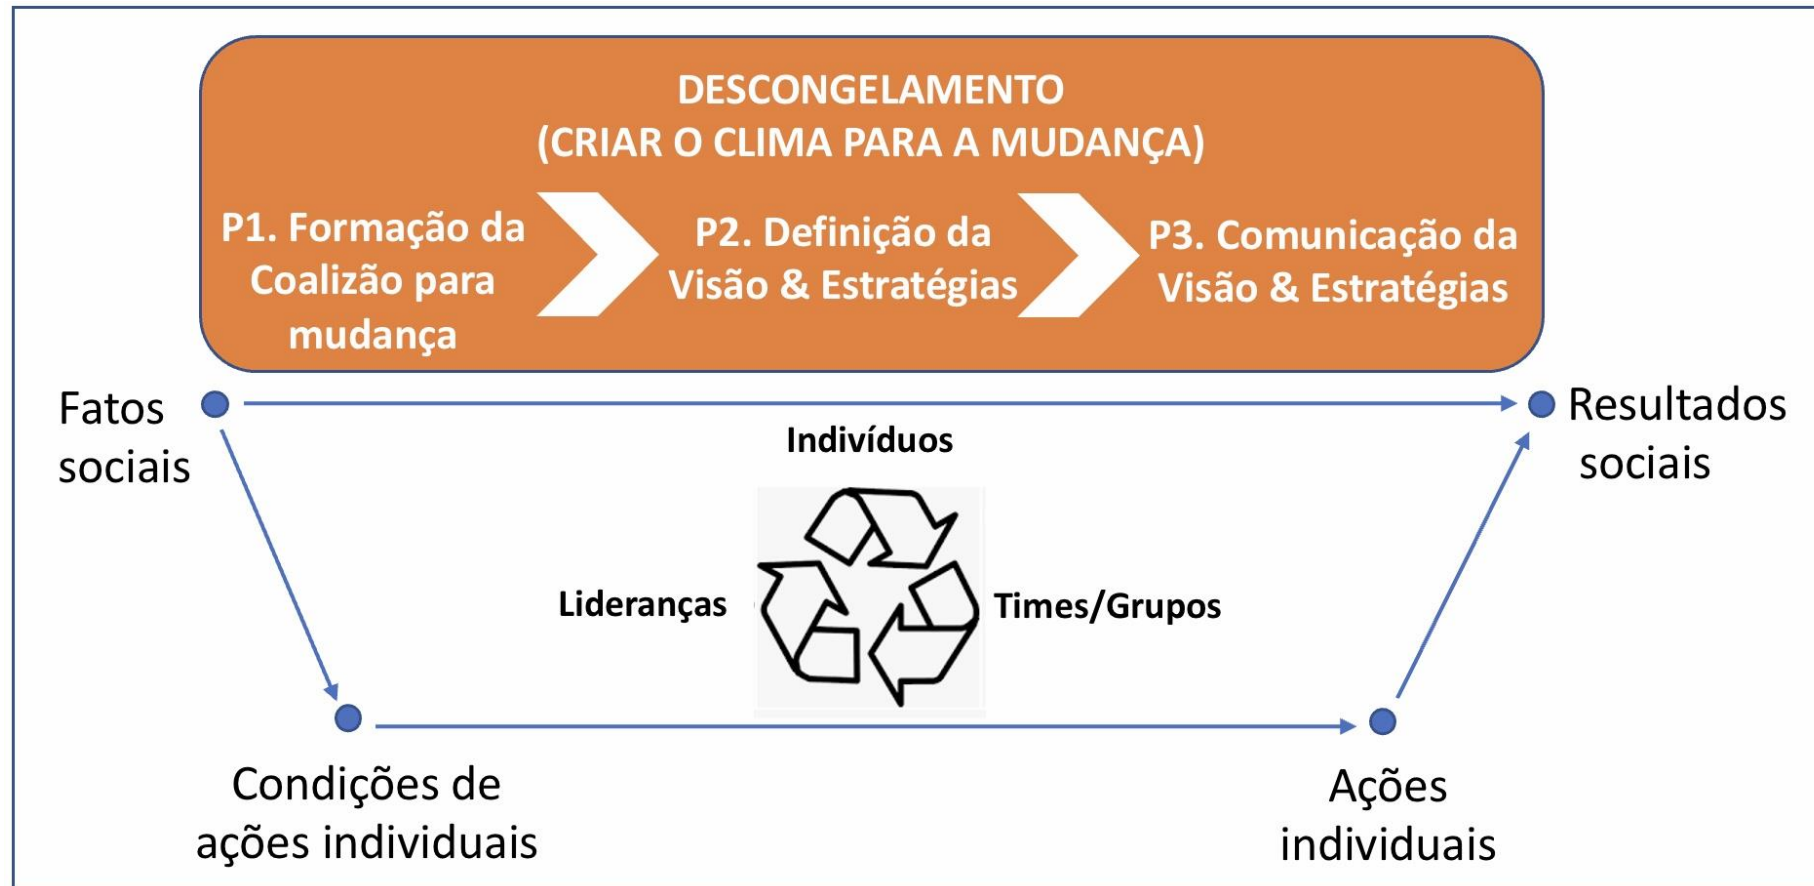 DESCONGELAMENTO
(CRIAR O CLIMA PARA A MUDANÇA)
P1. Formação da
Coalizão para
mudança
P2. Definição da
Visão & Estratégias
P3. Comunicação da
Visão & Estratégias
Fatos
sociais
Resultados
sociais
Indivíduos
Lideranças
Times/Grupos
Condições de
ações individuais
Ações
individuais